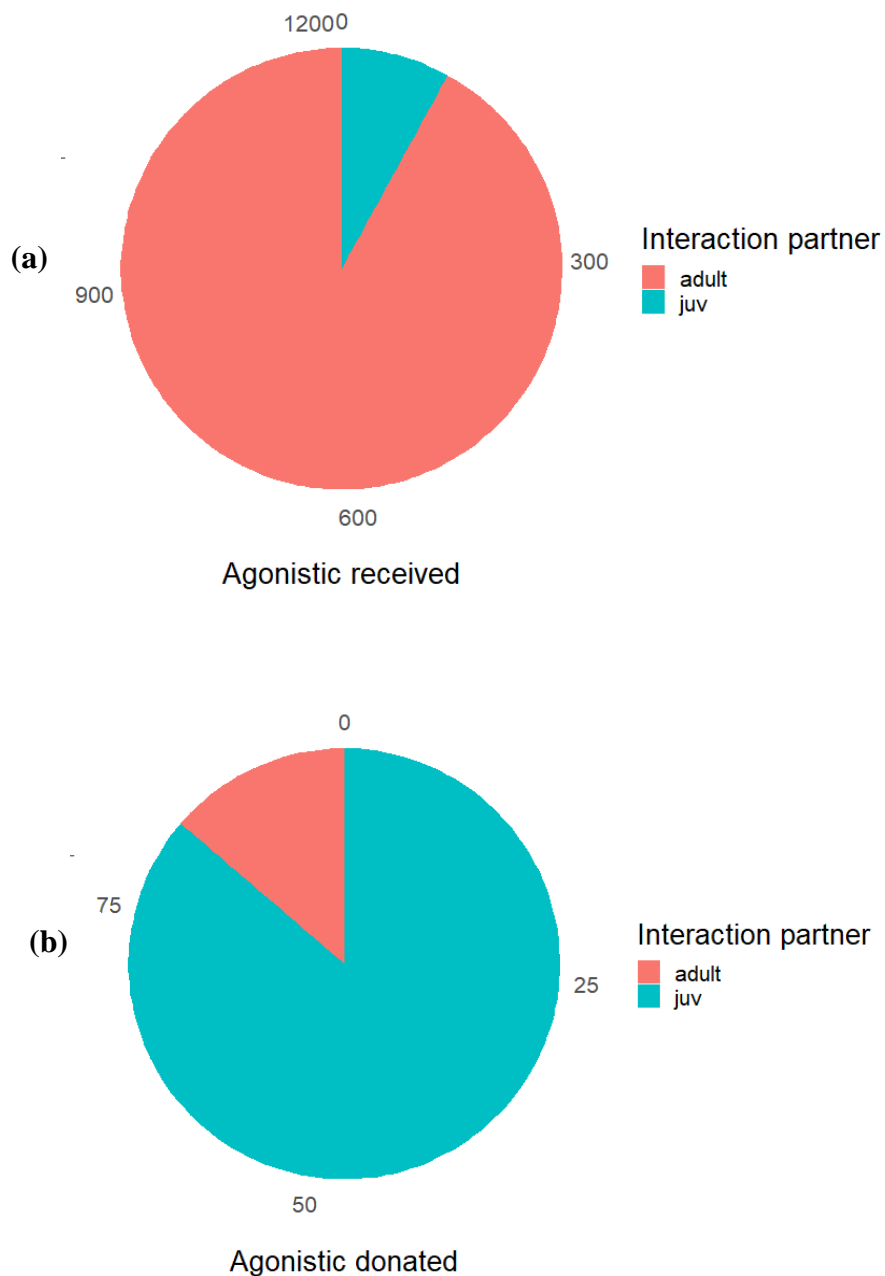 12000
300
Interaction partner
adult
juv
(a)
900
600
Agonistic received
0
75
Interaction partner
(b)
adult
25
juv
50
Agonistic donated